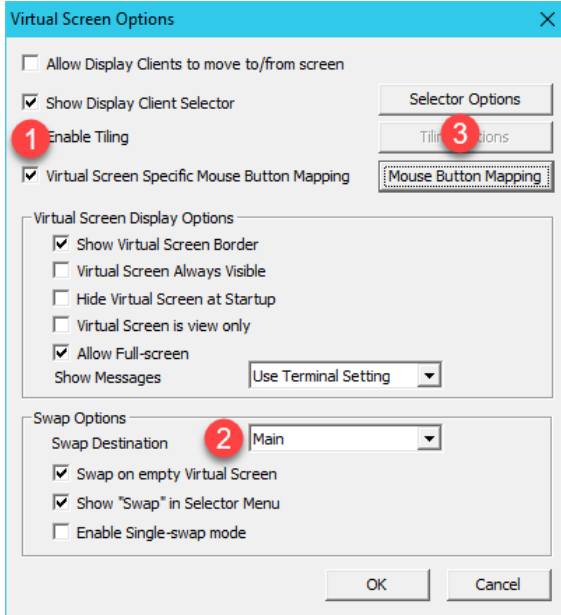 Virtual Screen Options
Allow Display Clients to move to/from screen
Show Display Client Selector
Selector Options
1
Enable Tiling
3
Virtual Screen Specific Mouse Button Mapping
Mouse Button Mapping
Virtual Screen Display Options
Show Virtual Screen Border
Virtual Screen Always Visible
Hide Virtual Screen at Startup
Virtual Screen is view only
Allow Full-screen
Show Messages
Use Terminal Setting
Swap Options
Swap Destination
2
Main
Swap on empty Virtual Screen
Show "Swap" in Selector Menu
Enable Single-swap mode
OK
Cancel